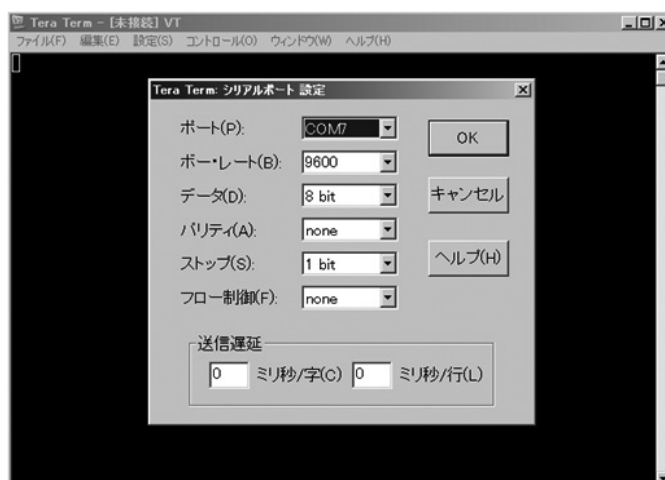 Tera Term - [未接続] VT
ファイル(F) 編集(E) 設定(S) コントロール(O) ウィンドウ(W) ヘルプ(H)
Tera Term: シリアルポート 設定
ポート(P): COM7
OK
ボー・レート(B): 9600
データ(D): 8 bit
キャンセル
パリティ(A): none
ストップ(S): 1 bit
ヘルプ(H)
フロー制御(F): none
送信遅延
0 ミリ秒/字(C) 0 ミリ秒/行(L)